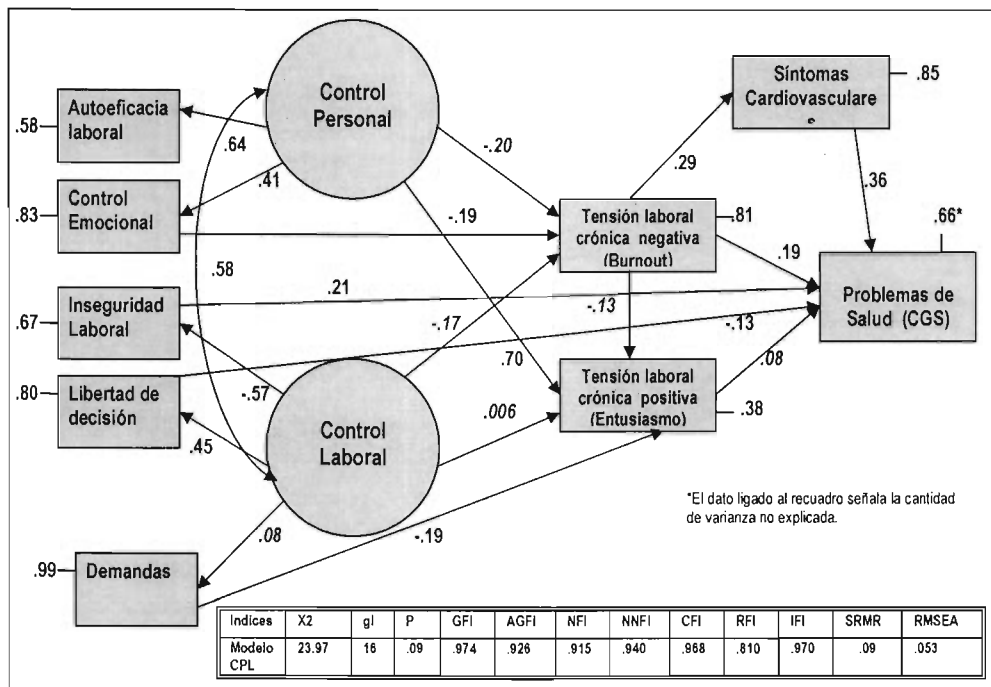 Control
Personal
Síntomas
Cardiovasculare
.85
Autoeficacia
laboral
.58
.64
-.20
.29
.36
.41
Control
Emocional
.83
-.19
Tensión laboral
crónica negativa
(Burnout)
.81
.66*
.19
.58
.21
Inseguridad
Laboral
.67
-.17
-.13
-.13
Problemas de
Salud (CGS)
.70
.08
Libertad de
decisión
.80
-.57
Tensión laboral
crónica positiva
(Entusiasmo)
.38
.006
.45
Control
Laboral
*El dato ligado al recuadro señala la cantidad
de varianza no explicada.
.08
-.19
.99
Demandas
Indices X2 gl P GFI AGFI NFI NNFI CFI RFI IFI SRMR RMSEA
Modelo 23.97 16 .09 .974 .926 .915 .940 .968 .810 .970 .09 .053
CPL